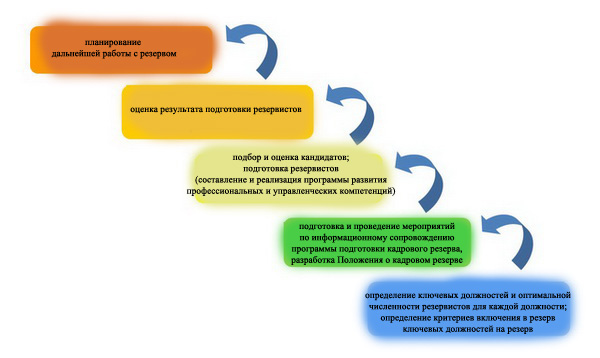 планирование
дальнейшей работы с резервом
оценка результата подготовки резервистов
подбор и оценка кандидатов;
подготовка резервистов
(составление и реализация программы развития
профессиональных и управленческих компетенций)
подготовка и проведение мероприятий
по информационному сопровождению
программы подготовки кадрового резерва,
разработка Положения о кадровом резерве
определение ключевых должностей и оптимальной
численности резервистов для каждой должности;
определение критериев включения в резерв
ключевых должностей на резерв